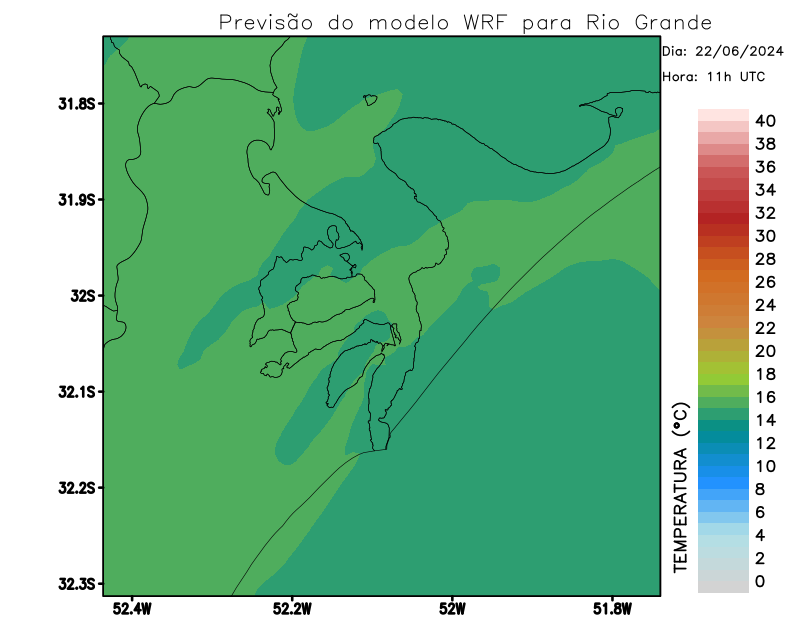 Previsão do modelo WRF para Rio Grande
Dia: 22/06/2024
Hora: 11h UTC
31.8S
31.9S
32S
32.1S
32.2S
32.3S
52.4W
52.2W
52W
51.8W
TEMPERATURA (°C)
40
38
36
34
32
30
28
26
24
22
20
18
16
14
12
10
8
6
4
2
0